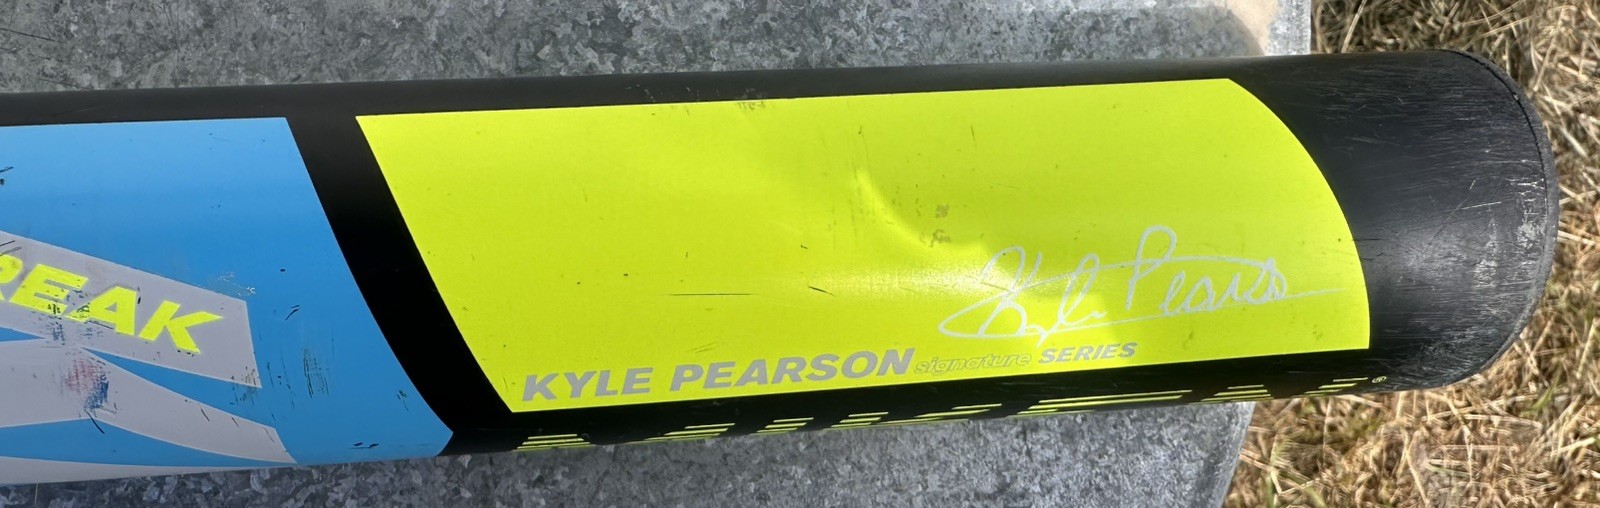 REAK
Kyle Pearson
KYLE PEARSON signature SERIES